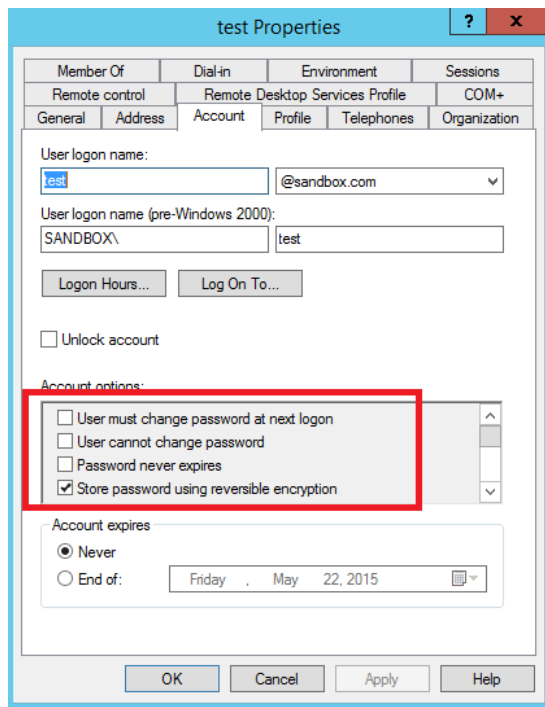 test Properties
? x
Member Of Dial-in Environment Sessions
Remote control Remote Desktop Services Profile COM+
General Address Account Profile Telephones Organization
User logon name:
test @sandbox.com
User logon name (pre-Windows 2000):
SANDBOX\ test
Logon Hours... Log On To...
Unlock account
Account options:
User must change password at next logon
User cannot change password
Password never expires
Store password using reversible encryption
Account expires
Never
End of: Friday , May 22, 2015
OK Cancel Apply Help